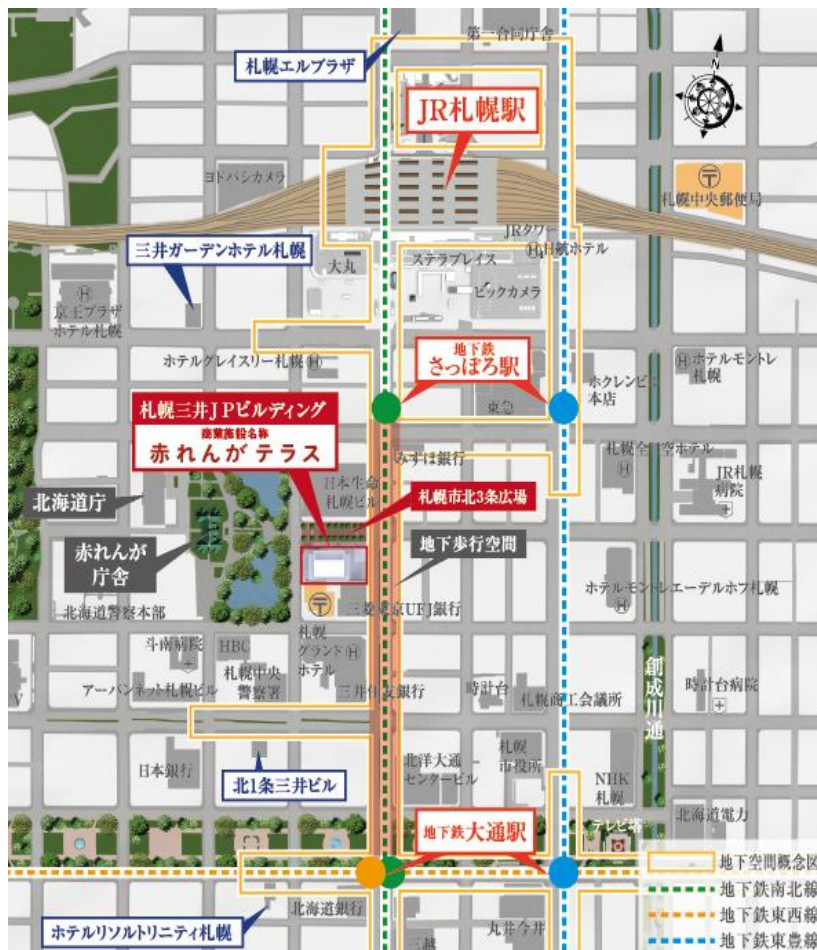 第一合同庁舎
札幌エルプラザ
N
JR札幌駅
ヨドバシカメラ
札幌中央郵便局
JRタワー
日航ホテル
三井ガーデンホテル札幌
大丸
ステラプレイス
ビックカメラ
京王プラザ
ホテル札幌
ホテルグレイスリー札幌
地下鉄
さっぽろ駅
ホテルモントレ
札幌
ホクレンビル
本店
東急
札幌三井JPビルディング
商業施設名称
赤れんがテラス
みずほ銀行
札幌全日空ホテル
JR札幌
病院
日本生命
札幌ビル
札幌市北3条広場
北海道庁
赤れんが
庁舎
地下歩行空間
北海道警察本部
三菱東京UFJ銀行
ホテルモントレエーデルホフ札幌
札幌
グランド
ホテル
斗南病院
HBC
札幌中央
警察署
アーバンネット札幌ビル
三井住友銀行
時計台
札幌商工会議所
創成川通
時計台病院
日本銀行
北1条三井ビル
北洋大通
センタービル
札幌
市役所
NHK
札幌
北海道電力
テレビ塔
地下鉄 大通駅
地下空間概念図
地下鉄南北線
地下鉄東西線
地下鉄東豊線
ホテルリソルトリニティ札幌
北海道銀行
三越
丸井今井